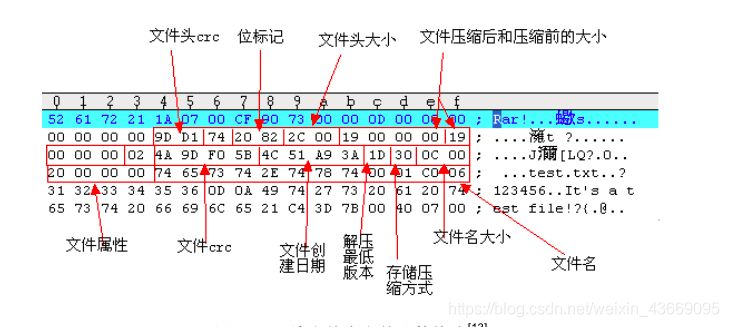 文件头crc 位标记 文件头大小 文件压缩后和压缩前的大小
0 1 2 3 4 5 6 7 8 9 a b c d e f
52 61 72 21 1A 07 00 CF 90 73 00 00 0D 00 00 00 ; Rar!...蠍s......
00 00 00 00 9D D1 74 20 82 2C 00 19 00 00 00 19 ; ....濰t ?......
00 00 00 02 4A 9D F0 5B 4C 51 A9 3A 1D 30 0C 00 ; ....J濔[LQ?.0..
20 00 00 00 74 65 73 74 2E 74 78 74 00 01 C0 06 ; ...test.txt..?
31 32 33 34 35 36 0D 0A 49 74 27 73 20 61 20 74 ; 123456..It's a t
65 73 74 20 66 69 6C 65 21 C4 3D 7B 00 40 07 00 ; est file!?{.@..
文件属性 文件crc 文件创建日期 解压最低版本 存储压缩方式 文件名大小 文件名
https://blog.csdn.net/weixin_43669095